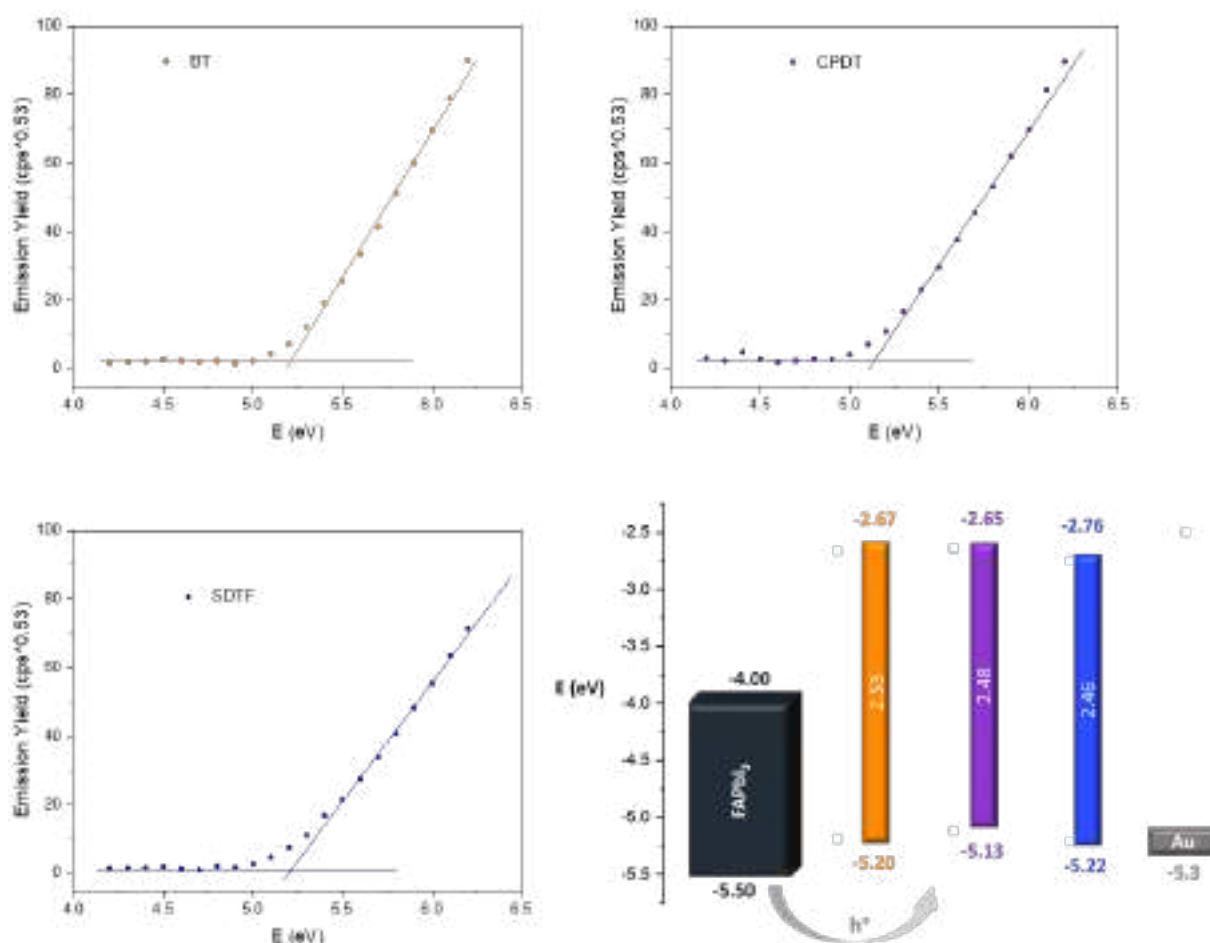 100
80
60
40
20
0
Emission Yield (cps^0.53)
BT
4.0 4.5 5.0 5.5 6.0 6.5
E (eV)
100
80
60
40
20
0
Emission Yield (cps^0.53)
CPDT
4.0 4.5 5.0 5.5 6.0 6.5
E (eV)
100
80
60
40
20
0
Emission Yield (cps^0.53)
SDTF
4.0 4.5 5.0 5.5 6.0 6.5
E (eV)
-2.5
-3.0
-3.5
-4.0
-4.5
-5.0
-5.5
E (eV)
-2.67 -2.65 -2.76
-4.00
2.53 2.48 2.46
FAPbI3
Au
-5.20 -5.13 -5.22 -5.3
-5.50
h+